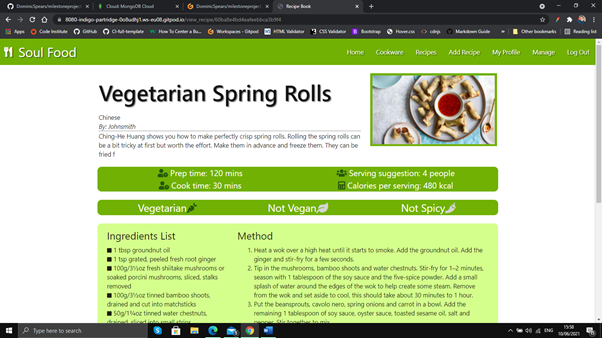 DominicSpears/milestoneproject
Cloud: MongoDB Cloud
DominicSpears/milestoneproject
Recipe Book
8080-indigo-partridge-0o8udhj1.ws-eu08.gitpod.io/view_recipe/
Apps Code Institute GitHub CI-full-template How To Center a Bu... Workspaces - Gitpod HTML Validator CSS Validator Bootstrap Hover.css cdnjs Markdown Guide Other bookmarks Reading list
Soul Food
Home Cookware Recipes Add Recipe My Profile Manage Log Out
Vegetarian Spring Rolls
Chinese
By: Johnsmith
Ching-He Huang shows you how to make perfectly crisp spring rolls. Rolling the spring rolls can
be a bit tricky at first but worth the effort. Make them in advance and freeze them. They can be
fried f
Prep time: 120 mins Serving suggestion: 4 people
Cook time: 30 mins Calories per serving: 480 kcal
Vegetarian Not Vegan Not Spicy
Ingredients List
1 tbsp groundnut oil
1 tsp grated, peeled fresh root ginger
100g/3½oz fresh shiitake mushrooms or
soaked porcini mushrooms, sliced, stalks
removed
100g/3½oz tinned bamboo shoots,
drained and cut into matchsticks
50g/1¾oz tinned water chestnuts,
drained, sliced into small strips
Method
1. Heat a wok over a high heat until it starts to smoke. Add the groundnut oil. Add the
ginger and stir-fry for a few seconds.
2. Tip in the mushrooms, bamboo shoots and water chestnuts. Stir-fry for 1–2 minutes,
season with 1 tablespoon of the soy sauce and the five-spice powder. Add a small
splash of water around the edges of the wok to help create some steam. Remove
from the wok and set aside to cool, this should take about 30 minutes to 1 hour.
3. Put the beansprouts, cavolo nero, spring onions and carrot in a bowl. Add the
remaining 1 tablespoon of the soy sauce, oyster sauce, toasted sesame oil, salt and
pepper. Stir together to mix.
Type here to search
ENG
15:58
10/06/2021